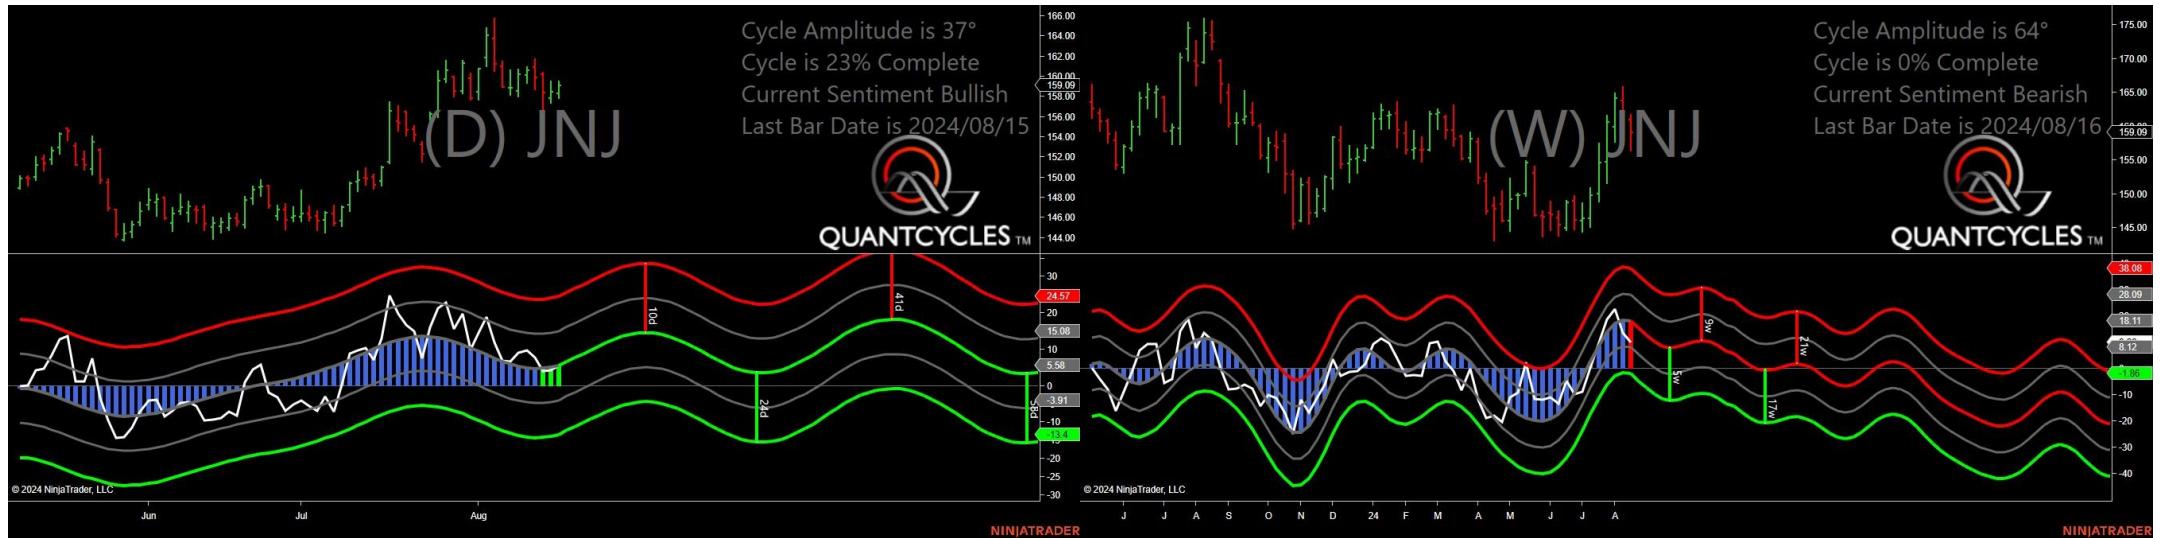 Cycle Amplitude is 37°
Cycle is 23% Complete
Current Sentiment Bullish
Last Bar Date is 2024/08/15
(D) JNJ
QUANTCYCLES TM
166.00
164.00
162.00
160.00
159.09
158.00
156.00
154.00
152.00
150.00
148.00
146.00
144.00
30
24.57
20
15.08
10
5.58
0
-3.91
-10
-13.4
-20
-25
-30
10d
41d
24d
38d
© 2024 NinjaTrader, LLC
Jun
Jul
Aug
NINJATRADER
Cycle Amplitude is 64°
Cycle is 0% Complete
Current Sentiment Bearish
Last Bar Date is 2024/08/16
(W) JNJ
QUANTCYCLES TM
175.00
170.00
165.00
159.09
155.00
150.00
145.00
38.08
28.09
18.11
8.12
-1.86
-10
-20
-30
-40
9w
21w
5w
17w
© 2024 NinjaTrader, LLC
J J A S O N D 24 F M A M J J A
NINJATRADER